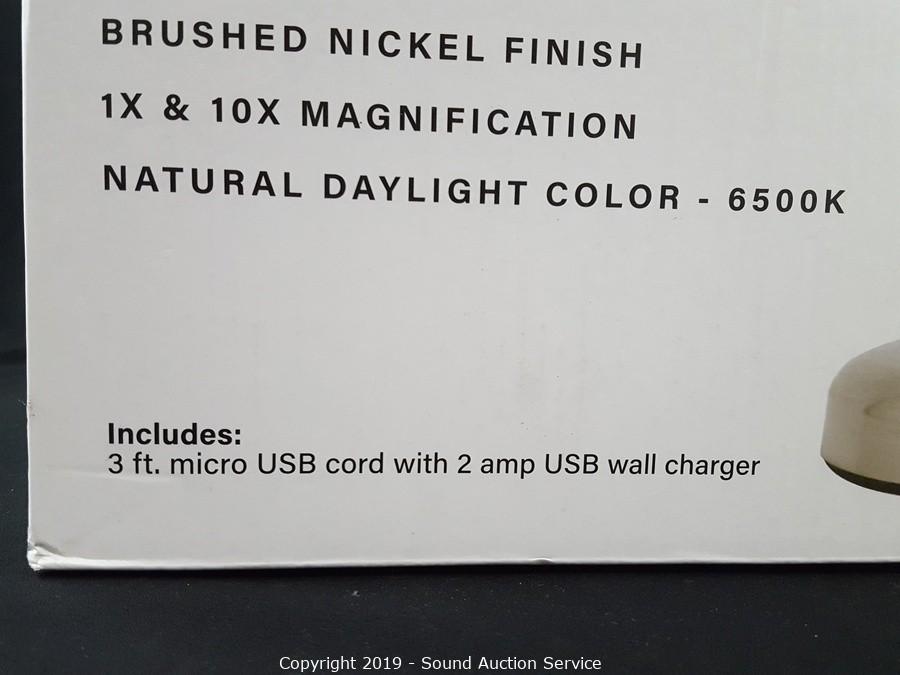 BRUSHED NICKEL FINISH
1X & 10X MAGNIFICATION
NATURAL DAYLIGHT COLOR - 6500K
Includes:
3 ft. micro USB cord with 2 amp USB wall charger
Copyright 2019 - Sound Auction Service